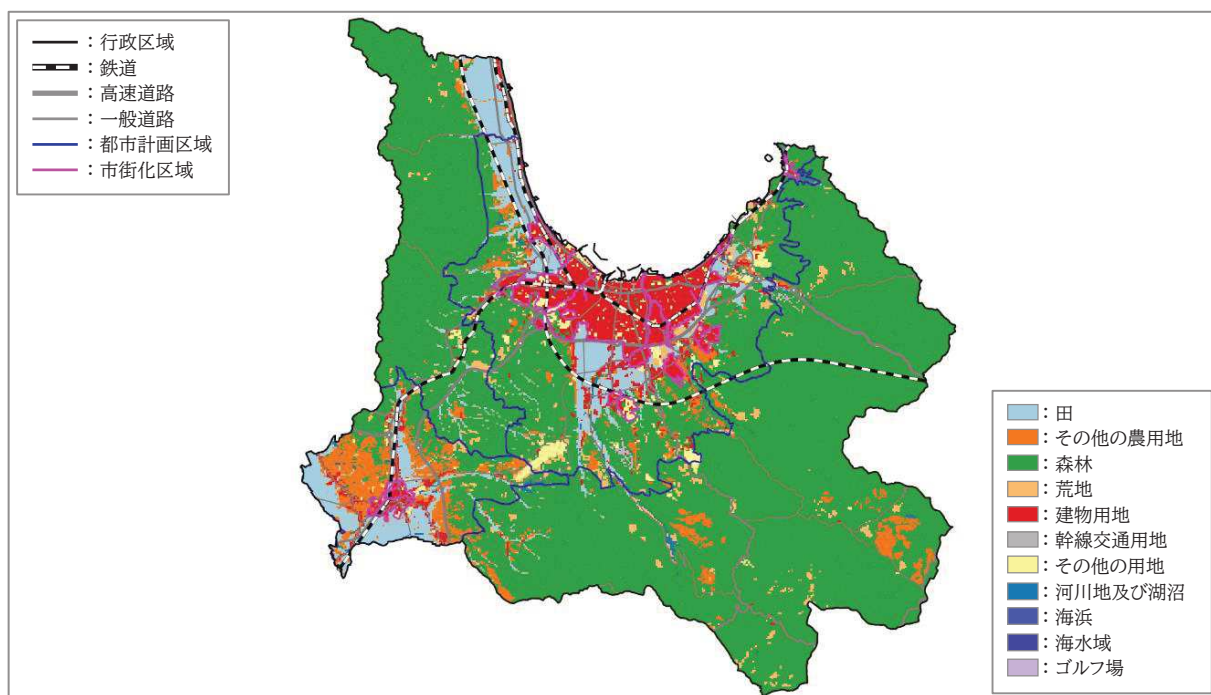 ：行政区域
：鉄道
：高速道路
：一般道路
：都市計画区域
：市街化区域
：田
：その他の農用地
：森林
：荒地
：建物用地
：幹線交通用地
：その他の用地
：河川地及び湖沼
：海浜
：海水域
：ゴルフ場